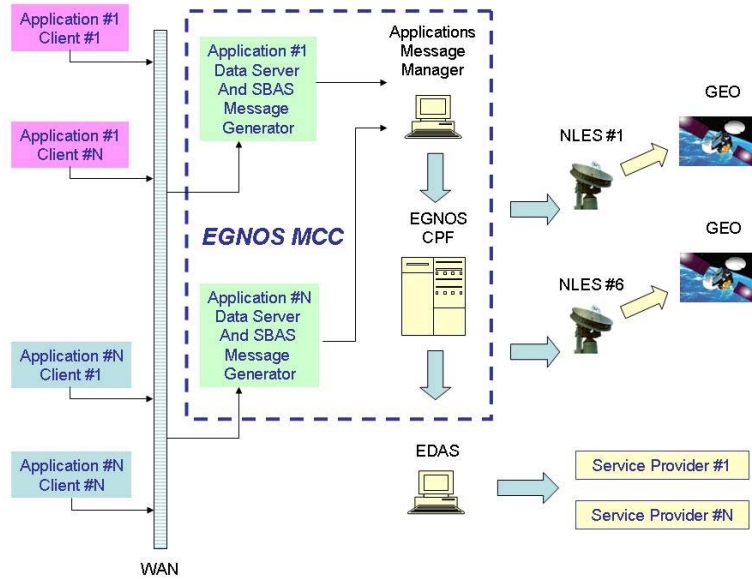 Application #1
Client #1
Application #1
Client #N
Application #N
Client #1
Application #N
Client #N
WAN
Application #1
Data Server
And SBAS
Message
Generator
EGNOS MCC
Application #N
Data Server
And SBAS
Message
Generator
Applications
Message
Manager
EGNOS
CPF
EDAS
NLES #1
GEO
NLES #6
GEO
Service Provider #1
Service Provider #N